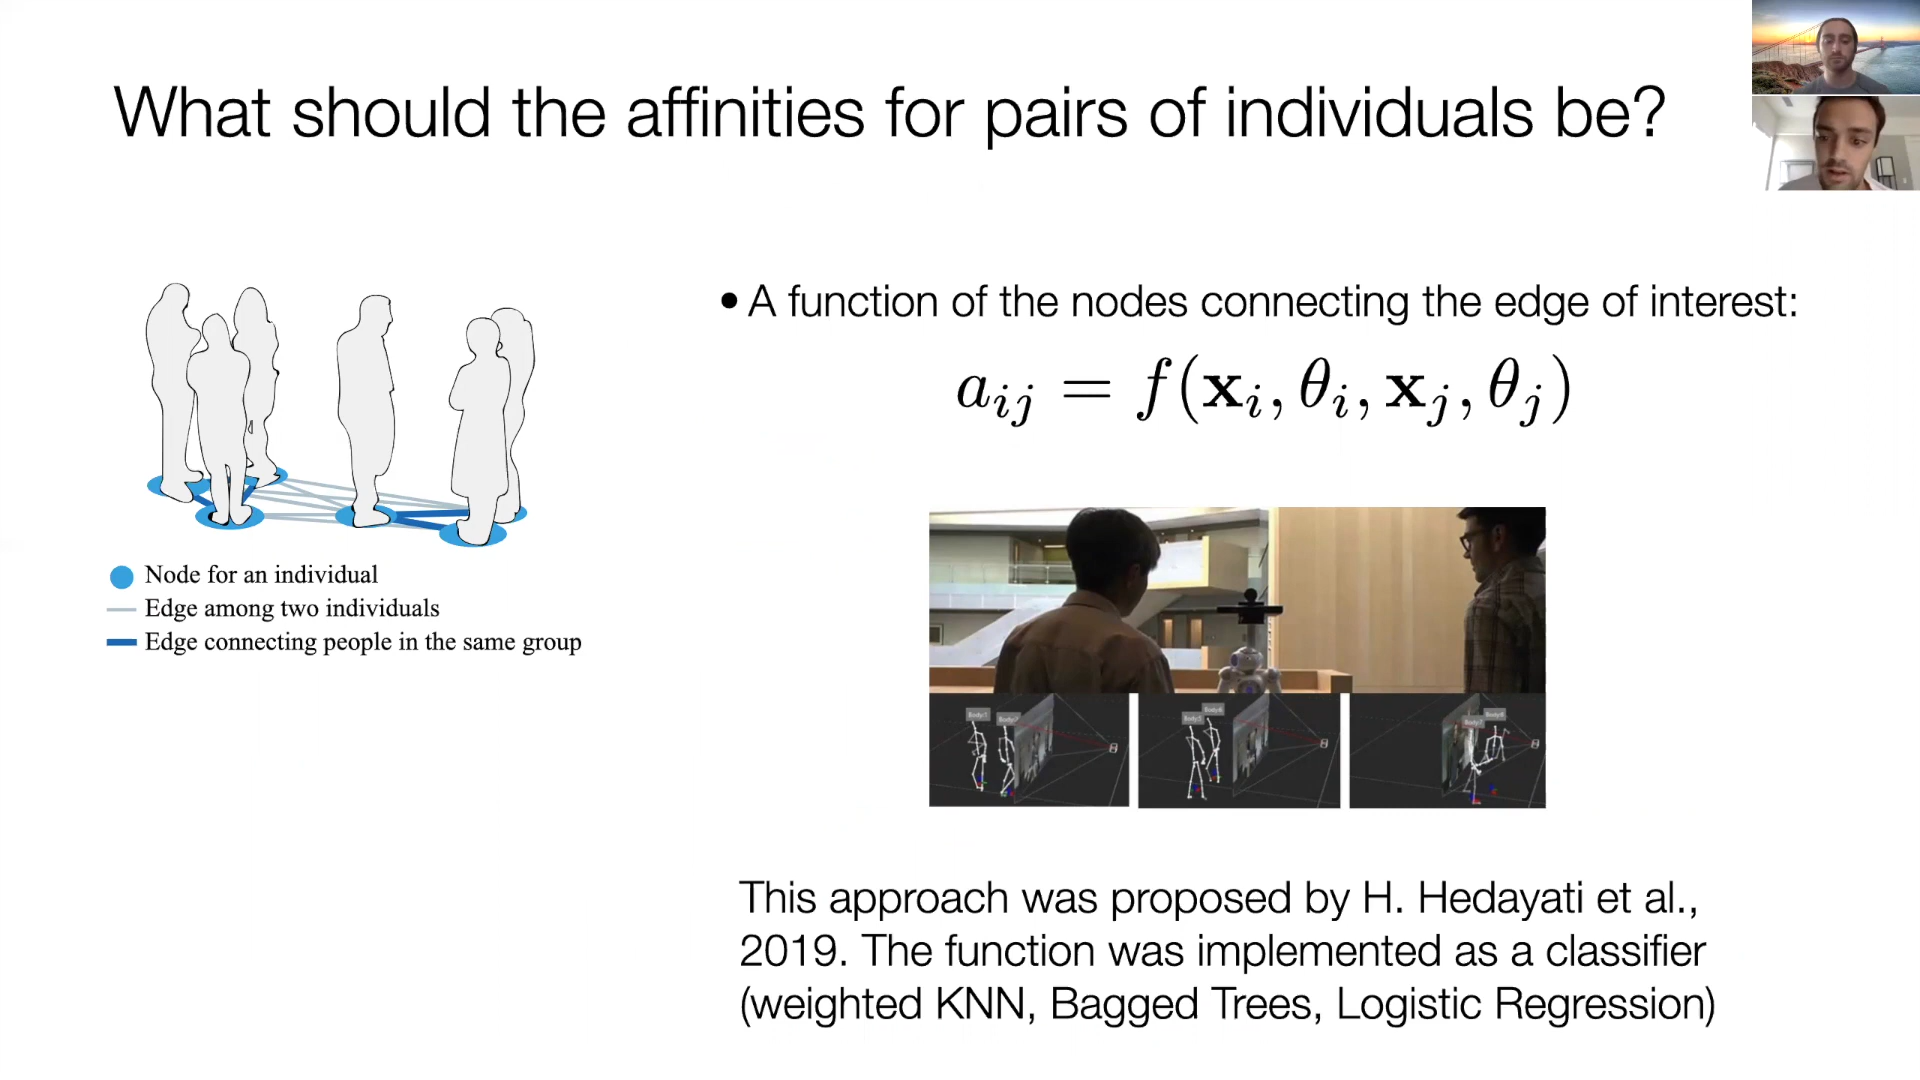 What should the affinities for pairs of individuals be?
• A function of the nodes connecting the edge of interest:
a_{ij} = f(x_i, θ_i, x_j, θ_j)
Node for an individual
Edge among two individuals
Edge connecting people in the same group
This approach was proposed by H. Hedayati et al.,
2019. The function was implemented as a classifier
(weighted KNN, Bagged Trees, Logistic Regression)